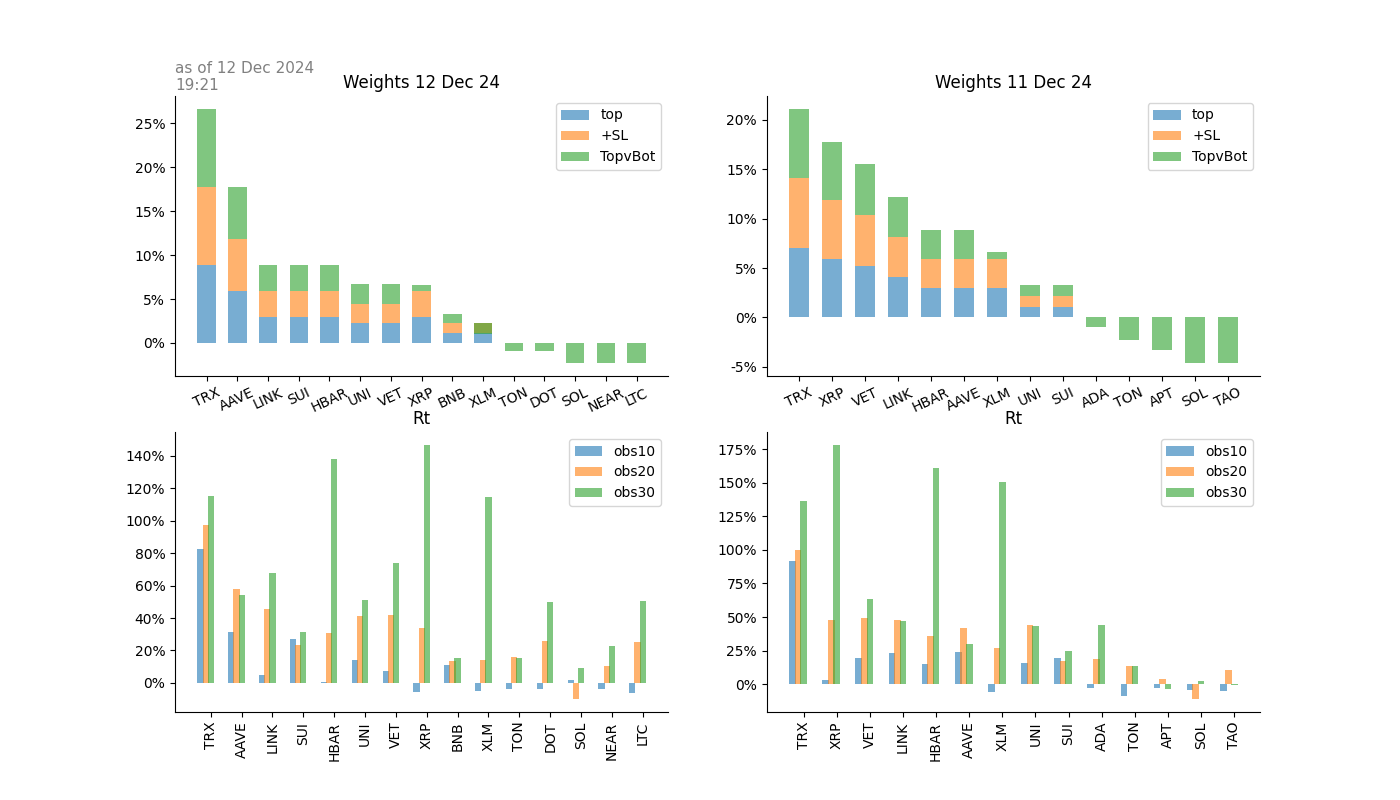 as of 12 Dec 2024
19:21
Weights 12 Dec 24
25%
20%
15%
10%
5%
0%
top
+SL
TopvBot
TRX AAVE LINK SUI HBAR UNI VET XRP BNB XLM TON DOT SOL NEAR LTC
Weights 11 Dec 24
20%
15%
10%
5%
0%
-5%
top
+SL
TopvBot
TRX XRP VET LINK HBAR AAVE XLM UNI SUI ADA TON APT SOL TAO
Rt
140%
120%
100%
80%
60%
40%
20%
0%
obs10
obs20
obs30
TRX AAVE LINK SUI HBAR UNI VET XRP BNB XLM TON DOT SOL NEAR LTC
Rt
175%
150%
125%
100%
75%
50%
25%
0%
obs10
obs20
obs30
TRX XRP VET LINK HBAR AAVE XLM UNI SUI ADA TON APT SOL TAO